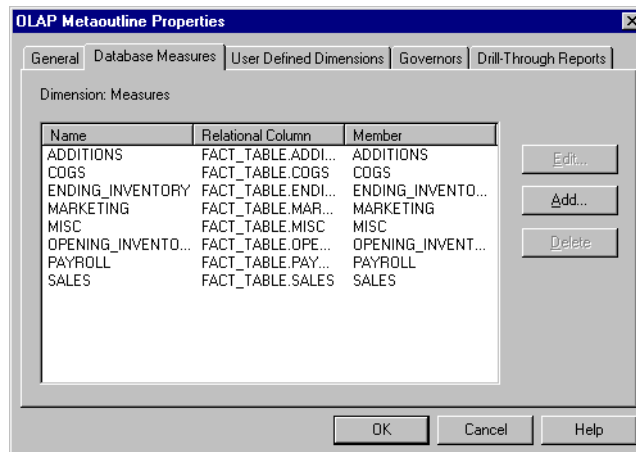 OLAP Metaoutline Properties
General Database Measures User Defined Dimensions Governors Drill-Through Reports
Dimension: Measures
Name Relational Column Member
ADDITIONS FACT_TABLE.ADDI... ADDITIONS
COGS FACT_TABLE.COGS COGS
ENDING_INVENTORY FACT_TABLE.ENDI... ENDING_INVENTO...
MARKETING FACT_TABLE.MAR... MARKETING
MISC FACT_TABLE.MISC MISC
OPENING_INVENTO... FACT_TABLE.OPE... OPENING_INVENT...
PAYROLL FACT_TABLE.PAY... PAYROLL
SALES FACT_TABLE.SALES SALES
Edit...
Add...
Delete
OK Cancel Help